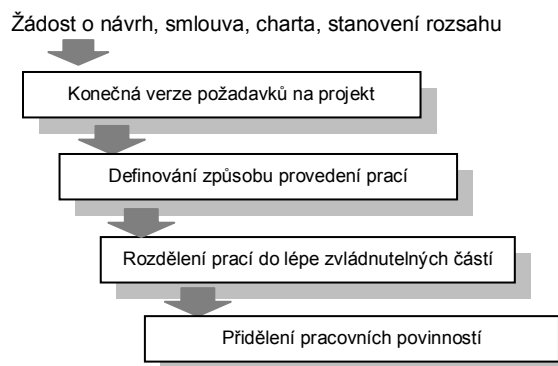 Žádost o návrh, smlouva, charta, stanovení rozsahu
Konečná verze požadavků na projekt
Definování způsobu provedení prací
Rozdělení prací do lépe zvládnutelných částí
Přidělení pracovních povinností